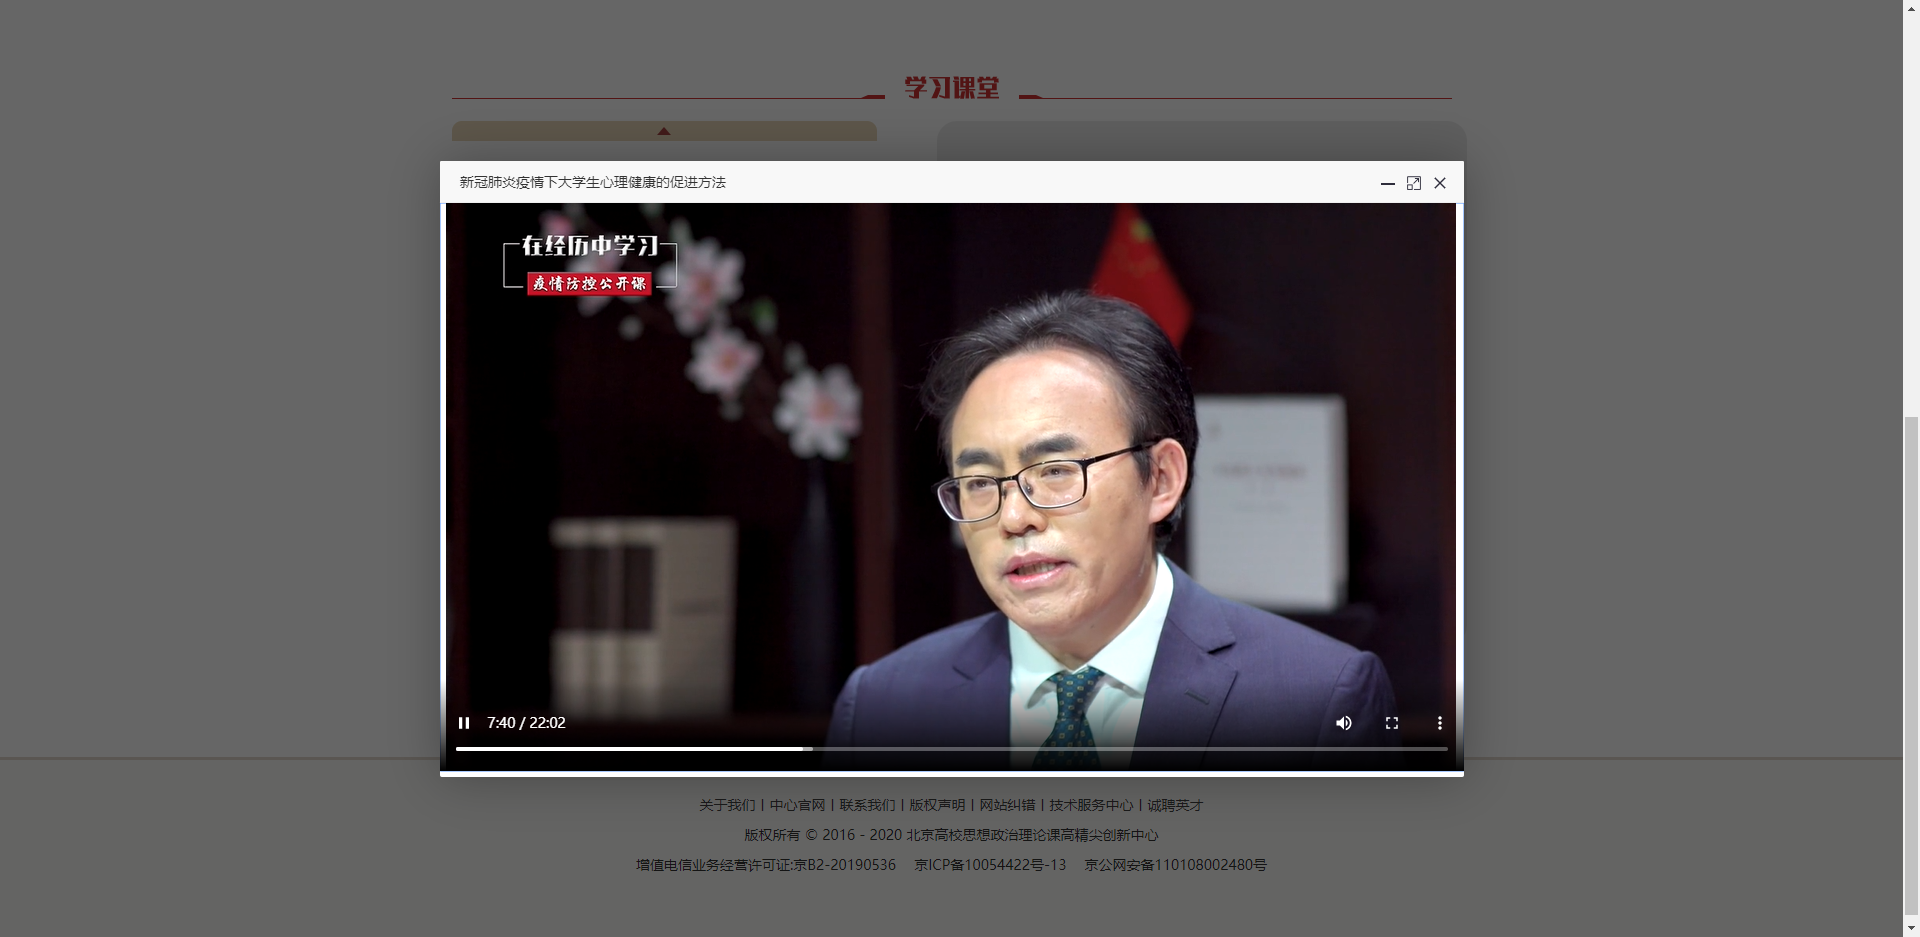 学习课堂
新冠肺炎疫情下大学生心理健康的促进方法
在经历中学习
疫情防控公开课
7:40 / 22:02
关于我们 | 中心官网 | 联系我们 | 版权声明 | 网站纠错 | 技术服务中心 | 诚聘英才
版权所有 © 2016 - 2020 北京高校思想政治理论课高精尖创新中心
增值电信业务经营许可证:京B2-20190536 京ICP备10054422号-13 京公网安备110108002480号